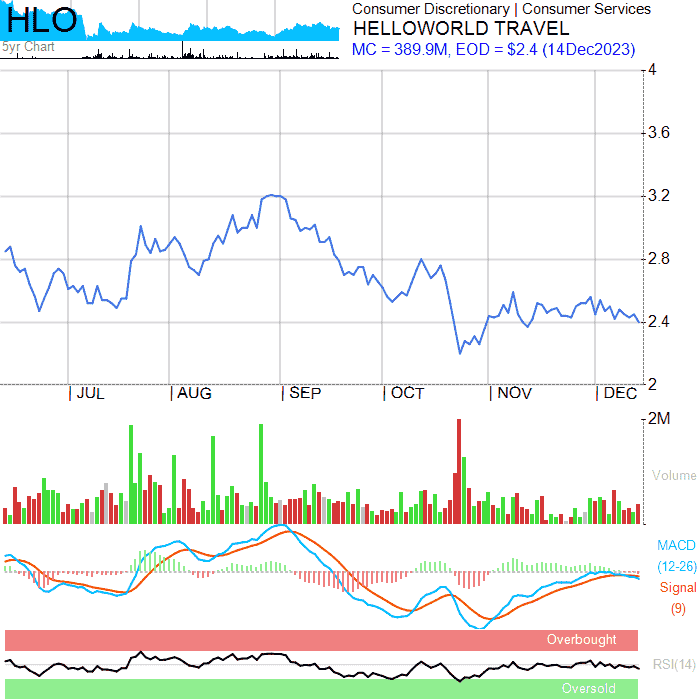 HLO
5yr Chart
Consumer Discretionary | Consumer Services
HELLOWORLD TRAVEL
MC = 389.9M, EOD = $2.4 (14Dec2023)
4
3.6
3.2
2.8
2.4
2
JUL
AUG
SEP
OCT
NOV
DEC
2M
Volume
MACD
(12-26)
Signal
(9)
Overbought
RSI(14)
Oversold